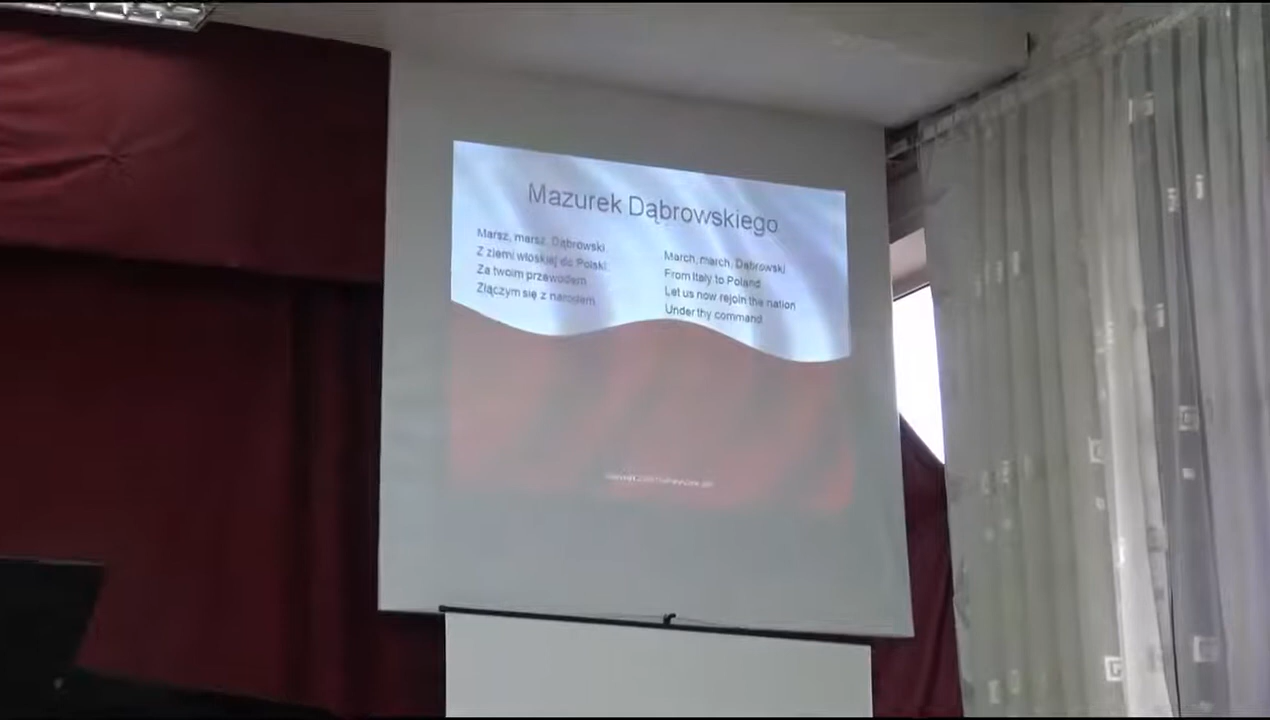 Mazurek Dąbrowskiego
Marsz, marsz, Dąbrowski
Z ziemi włoskiej do Polski
Za twoim przewodem
Złączym się z narodem
March, march, Dąbrowski
From Italy to Poland
Let us now rejoin the nation
Under thy command